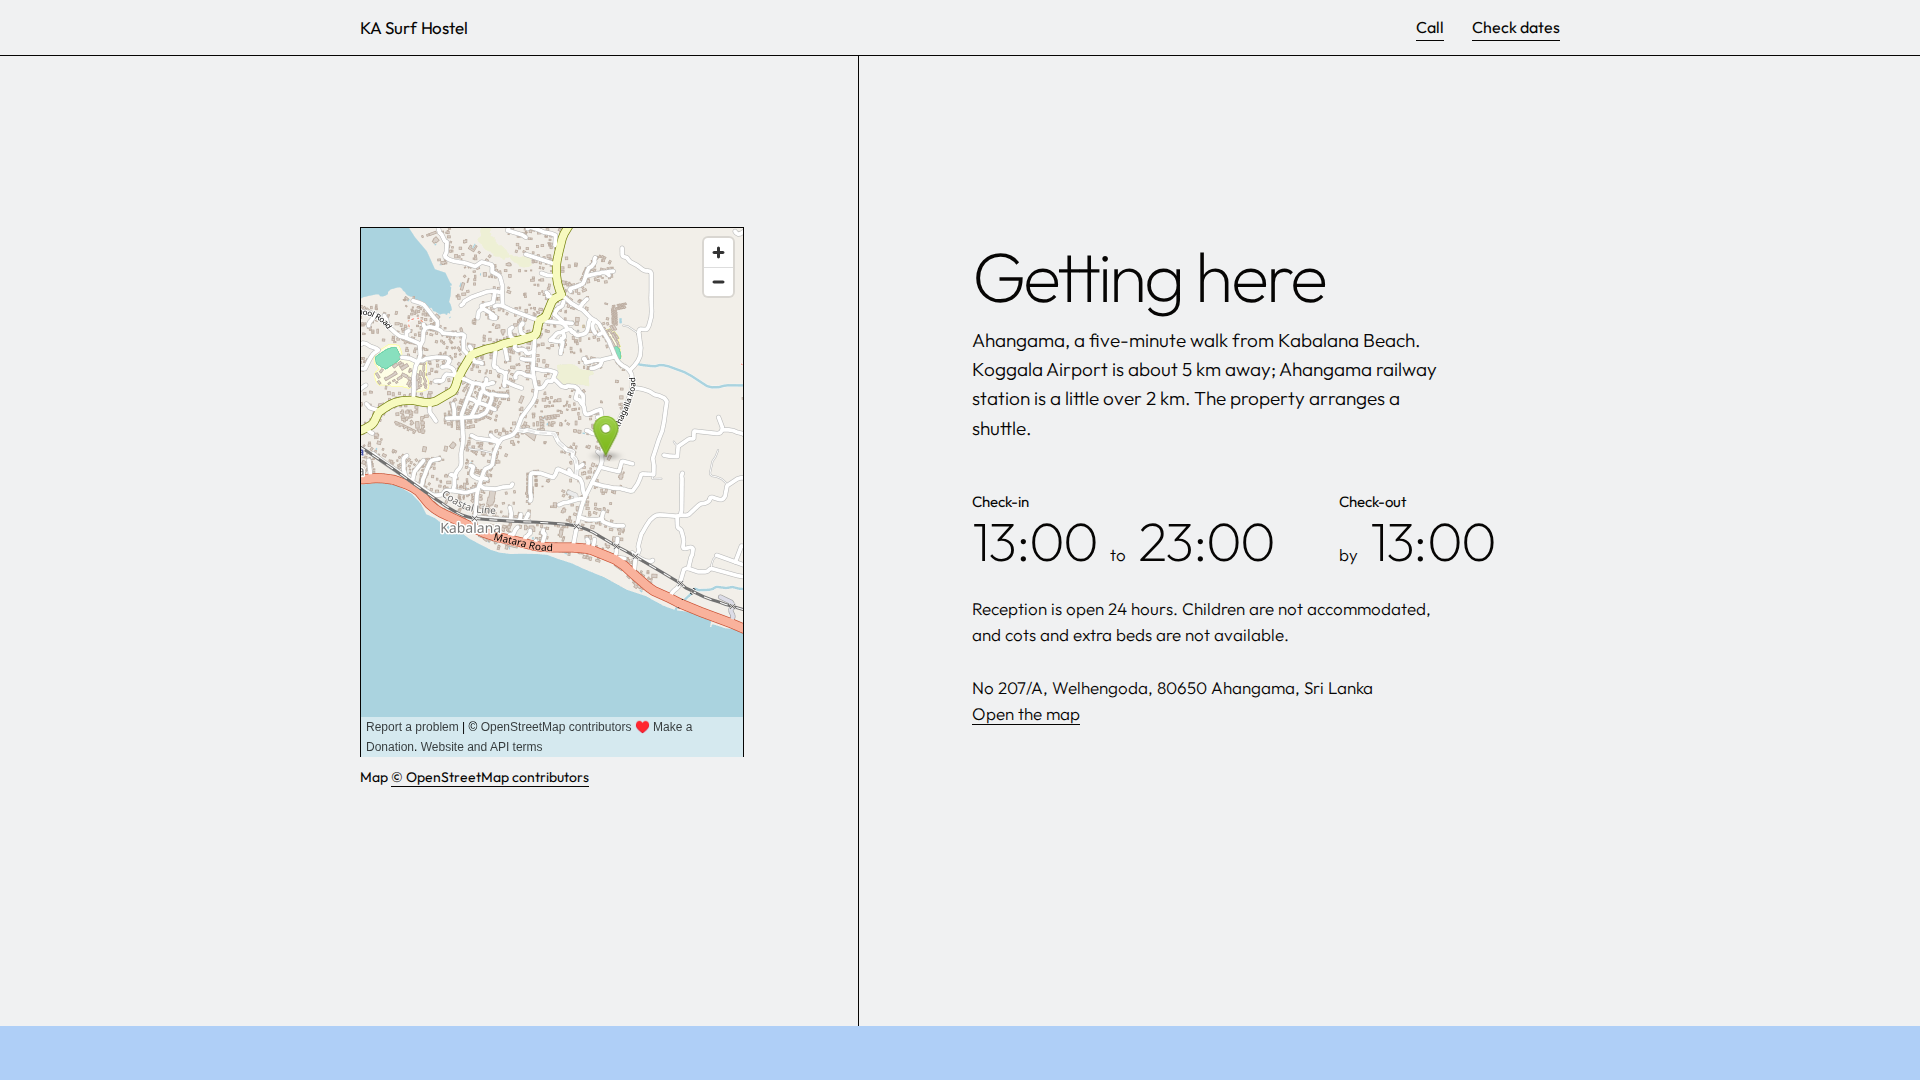 KA Surf Hostel
Call
Check dates
Coastal Line
Kabalana
Matara Road
Report a problem | © OpenStreetMap contributors ❤️ Make a
Donation. Website and API terms
Map © OpenStreetMap contributors
Getting here
Ahangama, a five-minute walk from Kabalana Beach.
Koggala Airport is about 5 km away; Ahangama railway
station is a little over 2 km. The property arranges a
shuttle.
Check-in
13:00 to 23:00
Check-out
by 13:00
Reception is open 24 hours. Children are not accommodated,
and cots and extra beds are not available.
No 207/A, Welhengoda, 80650 Ahangama, Sri Lanka
Open the map